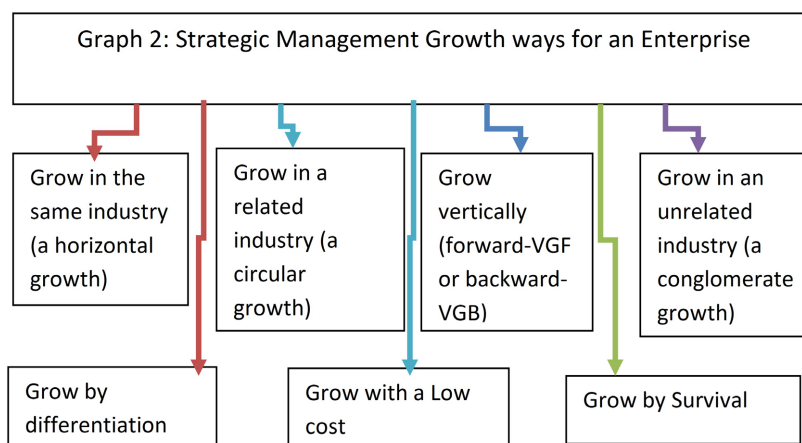 Graph 2: Strategic Management Growth ways for an Enterprise
Grow in the
same industry
(a horizontal
growth)
Grow in a
related
industry (a
circular
growth)
Grow
vertically
(forward-VGF
or backward-
VGB)
Grow in an
unrelated
industry (a
conglomerate
growth)
Grow by
differentiation
Grow with a Low
cost
Grow by Survival